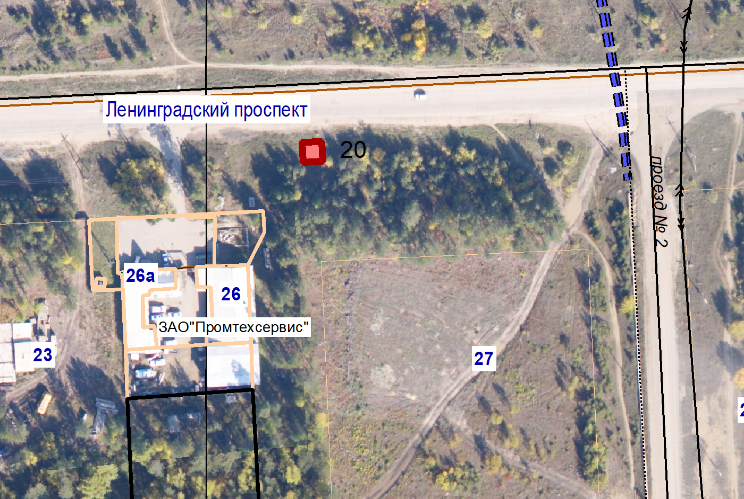 Ленинградский проспект
20
проезд № 2
26а
26
ЗАО"Промтехсервис"
23
27